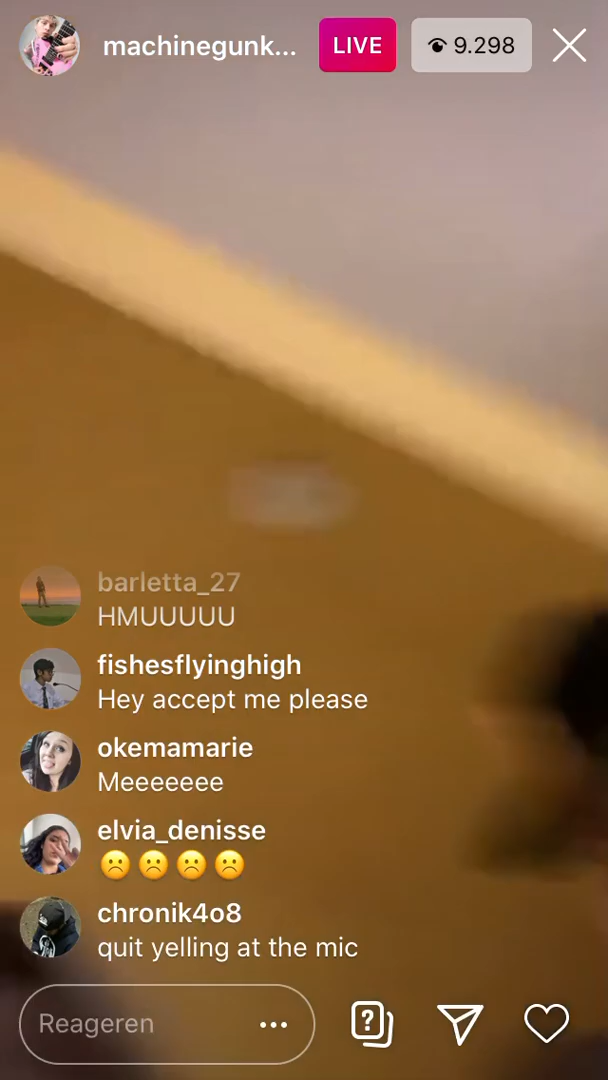 machinegunk...
LIVE
9.298
barletta_27
HMUUUUU
fishesflyinghigh
Hey accept me please
okemamarie
Meeeeeee
elvia_denisse
☹️ ☹️ ☹️ ☹️
chronik4o8
quit yelling at the mic
Reageren